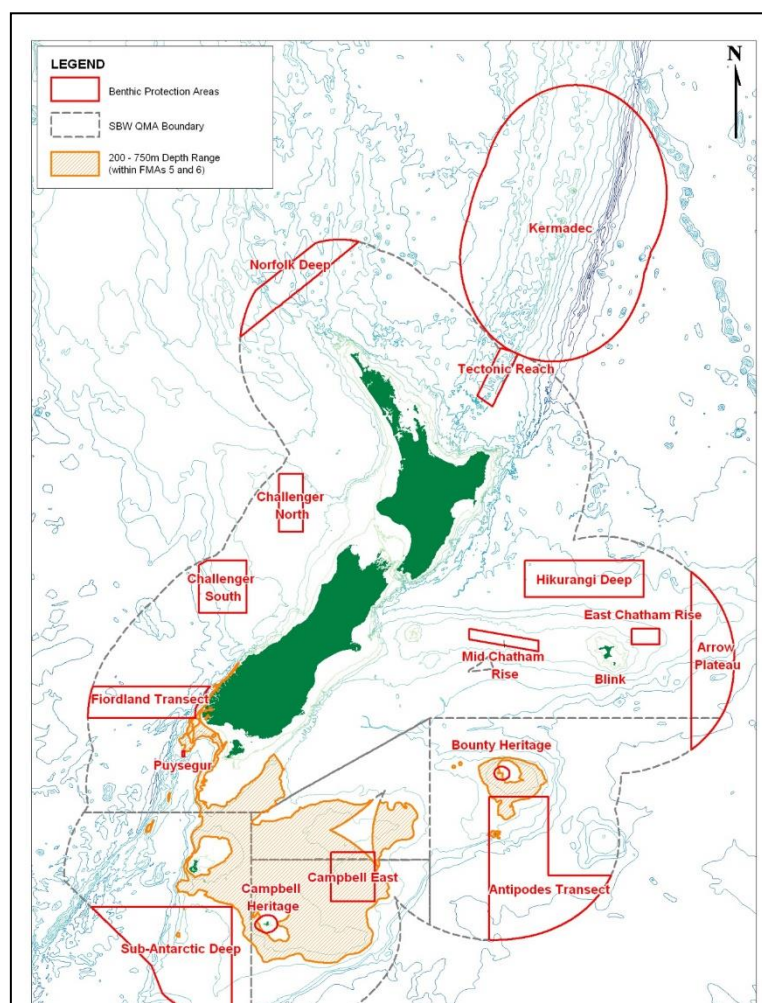 LEGEND
Benthic Protection Areas
SBW QMA Boundary
200 - 750m Depth Range
(within FMAs 5 and 6)
N
Kermadec
Norfolk Deep
Tectonic Reach
Challenger
North
Challenger
South
Hikurangi Deep
East Chatham Rise
Mid Chatham
Rise
Blink
Arrow
Plateau
Fiordland Transect
Puysegur
Bounty Heritage
Campbell East
Campbell
Heritage
Antipodes Transect
Sub-Antarctic Deep